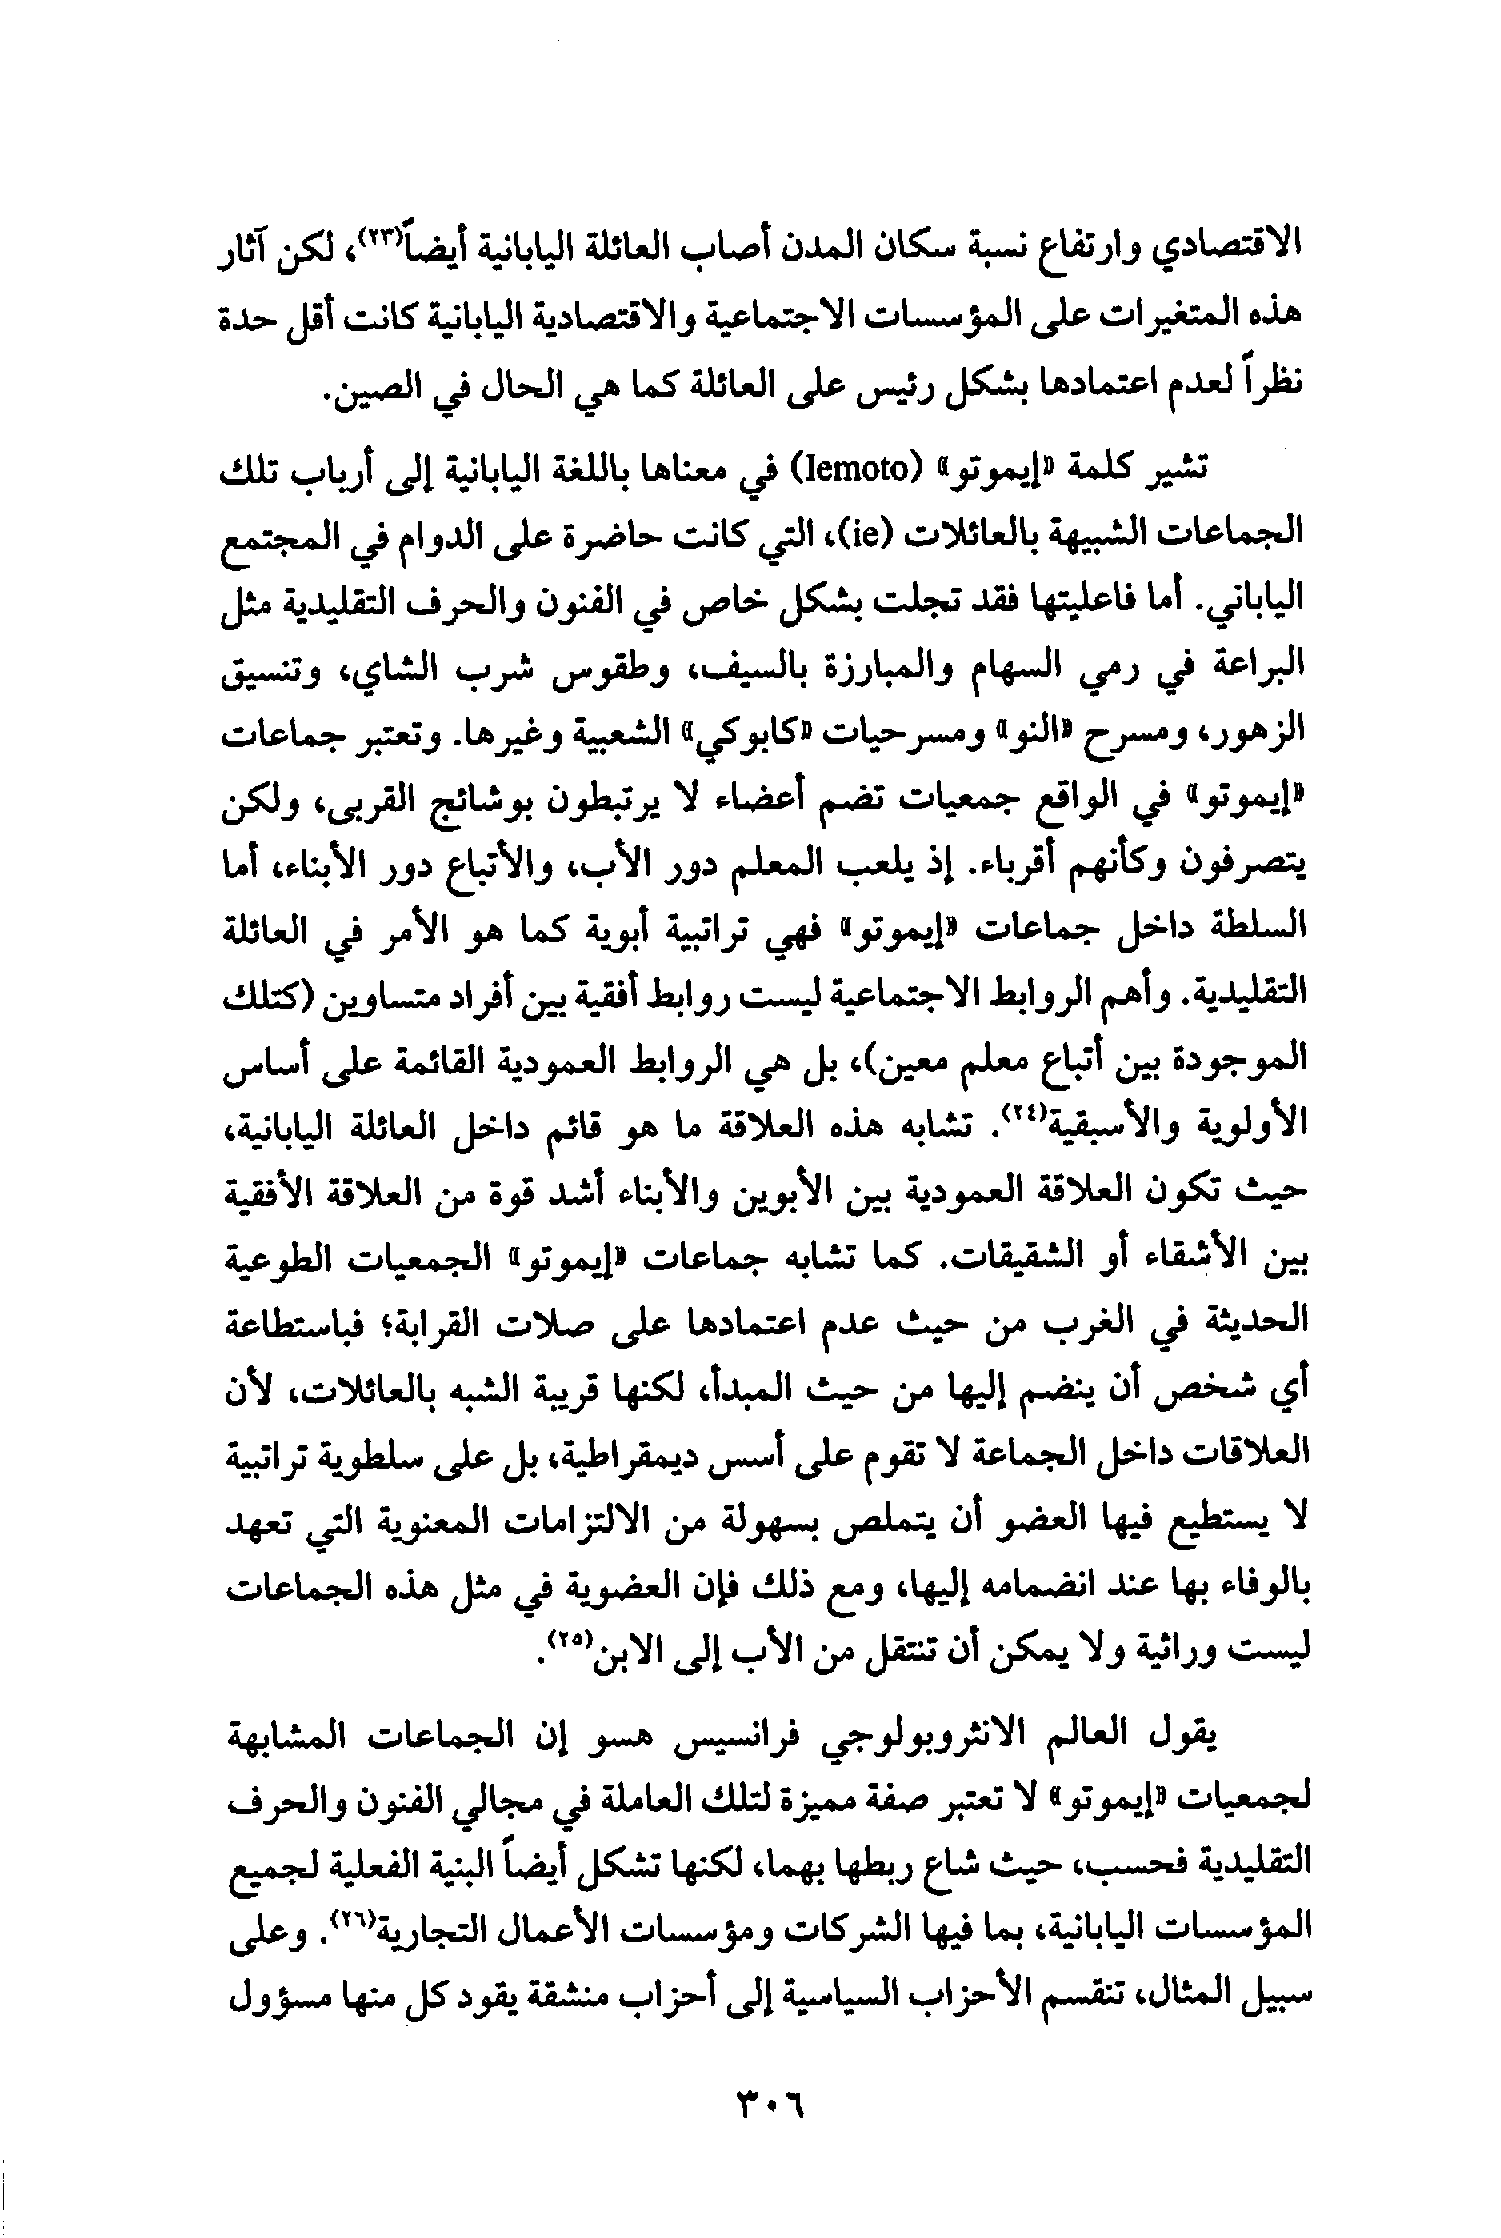 الاقتصادي وارتفاع نسبة سكان المدن أصاب العائلة اليابانية أيضاً(٢٣)، لكن آثار
هذه المتغيرات على المؤسسات الاجتماعية والاقتصادية اليابانية كانت أقل حدة
نظراً لعدم اعتمادها بشكل رئيس على العائلة كما هي الحال في الصين.
تشير كلمة «إيموتو» (Iemoto) في معناها باللغة اليابانية إلى أرباب تلك
الجماعات الشبيهة بالعائلات (ie)، التي كانت حاضرة على الدوام في المجتمع
الياباني. أما فاعليتها فقد تجلت بشكل خاص في الفنون والحرف التقليدية مثل
البراعة في رمي السهام والمبارزة بالسيف، وطقوس شرب الشاي، وتنسيق
الزهور، ومسرح «النو» ومسرحيات «كابوكي» الشعبية وغيرها. وتعتبر جماعات
«إيموتو» في الواقع جمعيات تضم أعضاء لا يرتبطون بوشائج القربى، ولكن
يتصرفون وكأنهم أقرباء. إذ يلعب المعلم دور الأب، والأتباع دور الأبناء، أما
السلطة داخل جماعات «إيموتو» فهي تراتبية أبوية كما هو الأمر في العائلة
التقليدية. وأهم الروابط الاجتماعية ليست روابط أفقية بين أفراد متساوين (كتلك
الموجودة بين أتباع معلم معين)، بل هي الروابط العمودية القائمة على أساس
الأولوية والأسبقية(٢٤). تشابه هذه العلاقة ما هو قائم داخل العائلة اليابانية،
حيث تكون العلاقة العمودية بين الأبوين والأبناء أشد قوة من العلاقة الأفقية
بين الأشقاء أو الشقيقات. كما تشابه جماعات «إيموتو» الجمعيات الطوعية
الحديثة في الغرب من حيث عدم اعتمادها على صلات القرابة؛ فباستطاعة
أي شخص أن ينضم إليها من حيث المبدأ، لكنها قريبة الشبه بالعائلات، لأن
العلاقات داخل الجماعة لا تقوم على أسس ديمقراطية، بل على سلطوية تراتبية
لا يستطيع فيها العضو أن يتملص بسهولة من الالتزامات المعنوية التي تعهد
بالوفاء بها عند انضمامه إليها، ومع ذلك فإن العضوية في مثل هذه الجماعات
ليست وراثية ولا يمكن أن تنتقل من الأب إلى الابن(٢٥).
يقول العالم الانثروبولوجي فرانسيس هسو إن الجماعات المشابهة
لجمعيات «إيموتو» لا تعتبر صفة مميزة لتلك العاملة في مجالي الفنون والحرف
التقليدية فحسب، حيث شاع ربطها بهما، لكنها تشكل أيضاً البنية الفعلية لجميع
المؤسسات اليابانية، بما فيها الشركات ومؤسسات الأعمال التجارية(٢٦). وعلى
سبيل المثال، تنقسم الأحزاب السياسية إلى أحزاب منشقة يقود كل منها مسؤول
٣٠٦